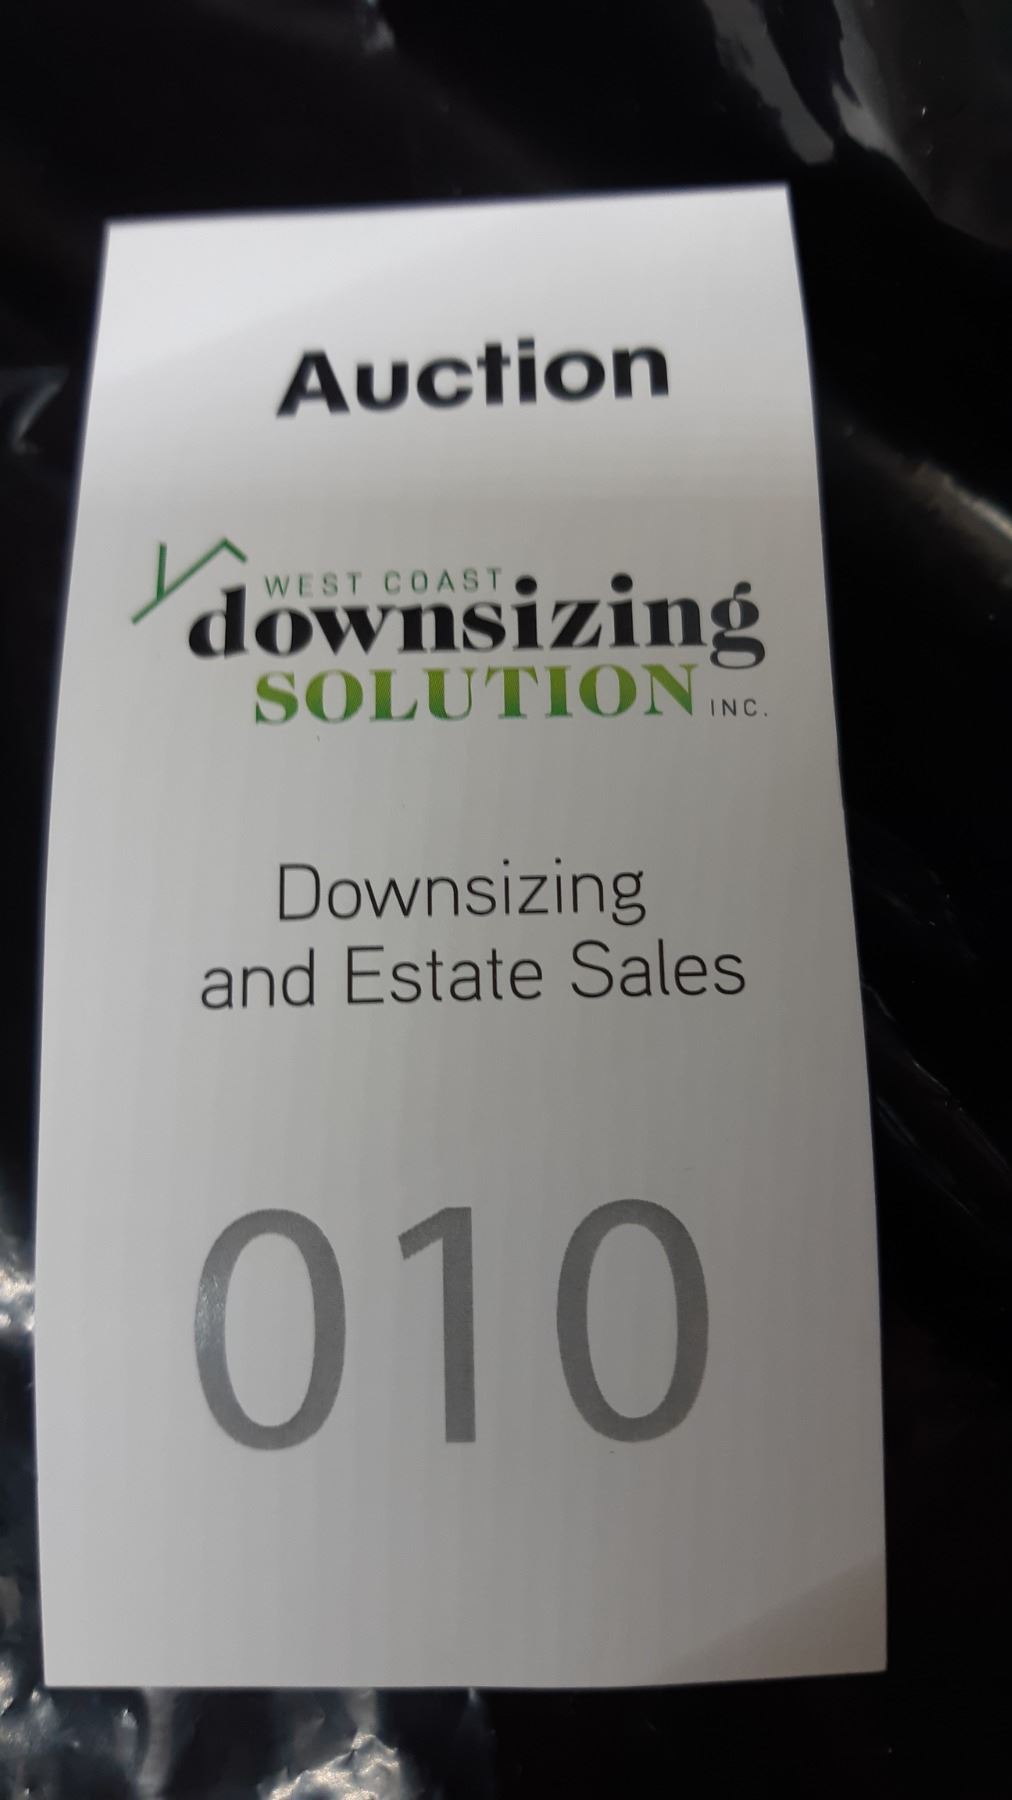 Auction
WEST COAST
downsizing
SOLUTION INC.
Downsizing
and Estate Sales
010